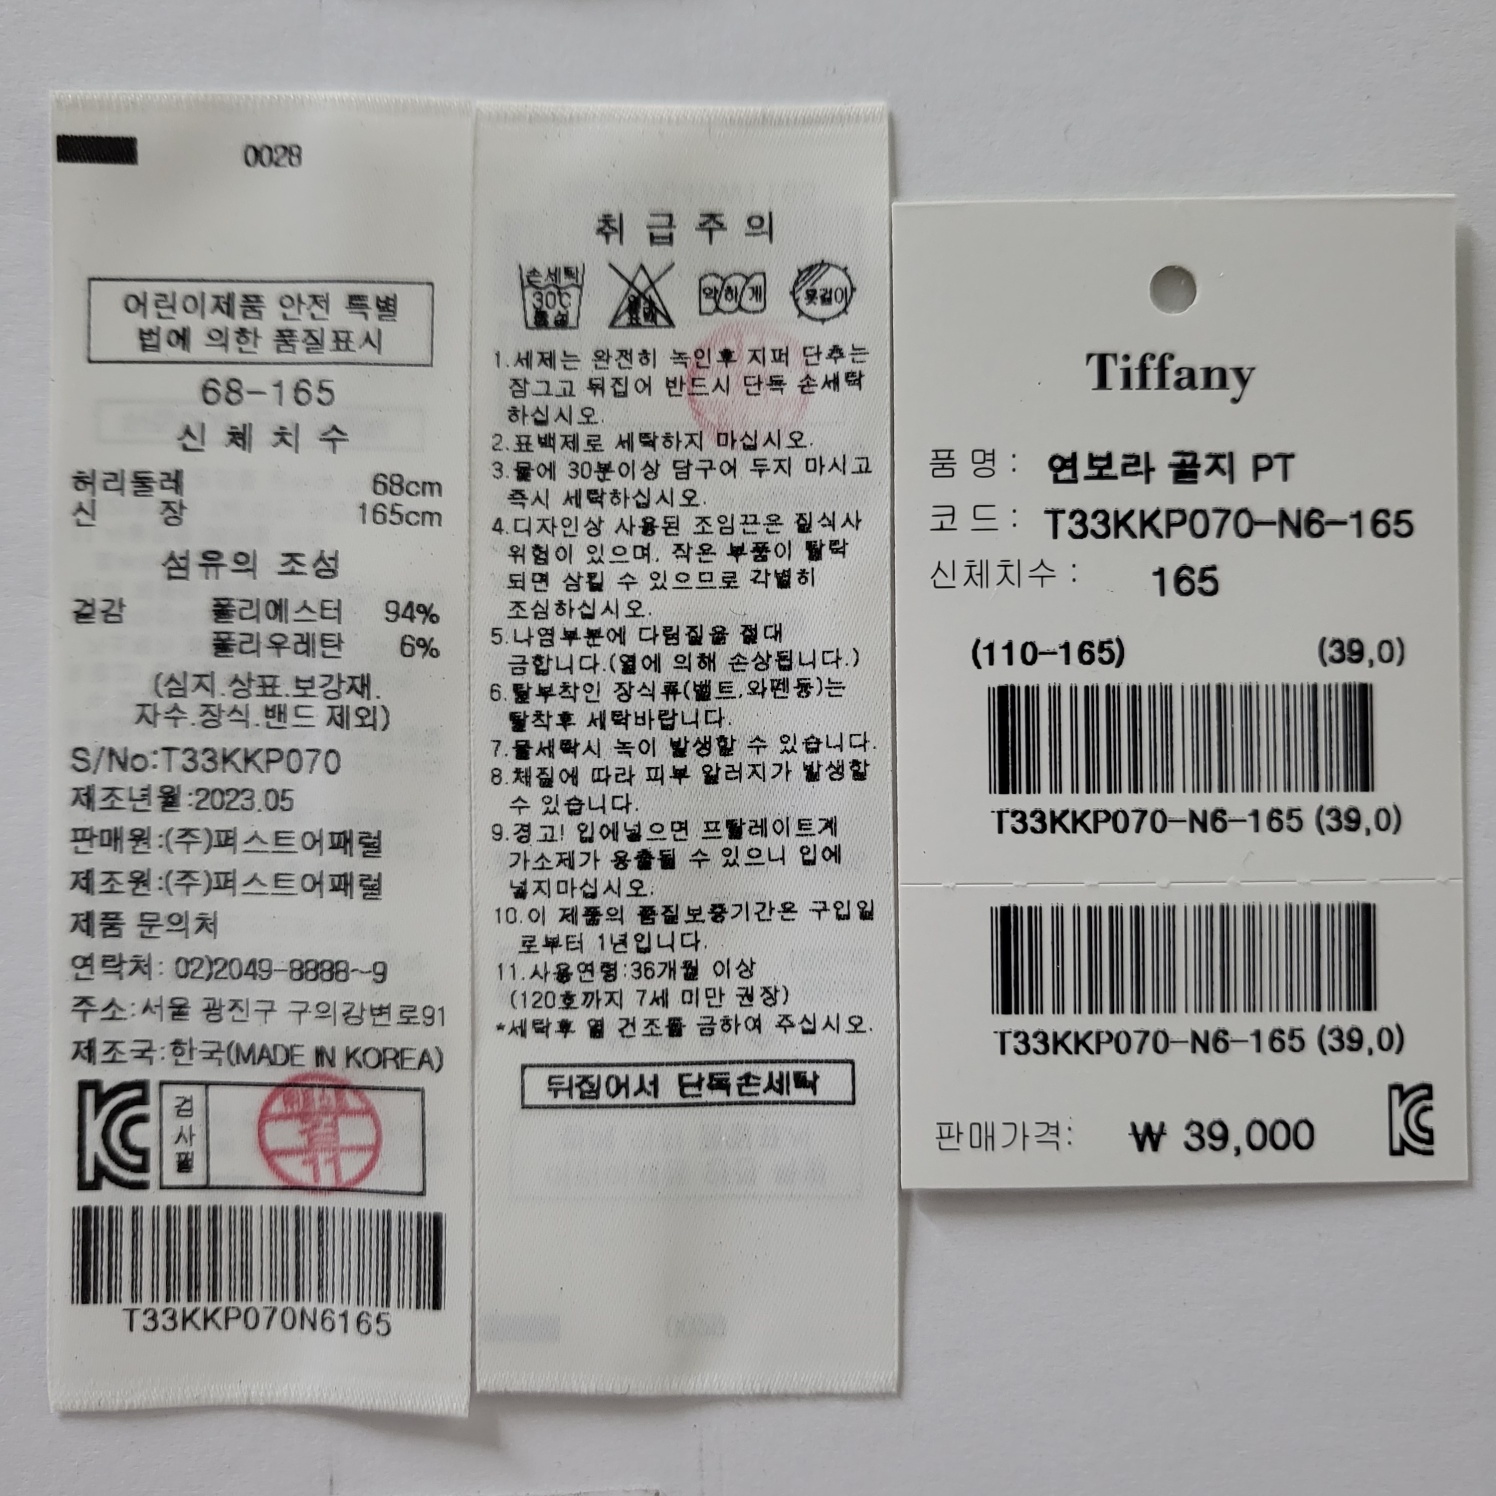 0028
어린이제품 안전 특별
법에 의한 품질표시
68-165
신 체 치 수
허리둘레 68cm
신 장 165cm
섬유의 조성
겉감 폴리에스터 94%
폴리우레탄 6%
(심지.상표.보강재.
자수.장식.밴드 제외)
S/No:T33KKP070
제조년월:2023.05
판매원:(주)퍼스트어패럴
제조원:(주)퍼스트어패럴
제품 문의처
연락처: 02)2049-8888~9
주소:서울 광진구 구의강변로91
제조국:한국(MADE IN KOREA)
검사필
T33KKP070N6165
취 급 주 의
손세탁 30℃ 중성
약하게
옷걸이
1.세제는 완전히 녹인후 지퍼 단추는
잠그고 뒤집어 반드시 단독 손세탁
하십시오.
2.표백제로 세탁하지 마십시오.
3.물에 30분이상 담구어 두지 마시고
즉시 세탁하십시오.
4.디자인상 사용된 조임끈은 질식사
위험이 있으며, 작은 부품이 탈락
되면 삼킬 수 있으므로 각별히
조심하십시오.
5.나염부분에 다림질을 절대
금합니다.(열에 의해 손상됩니다.)
6.탈부착인 장식류(벨트,와펜등)는
탈착후 세탁바랍니다.
7.물세탁시 녹이 발생할 수 있습니다.
8.체질에 따라 피부 알러지가 발생할
수 있습니다.
9.경고! 입에넣으면 프탈레이트계
가소제가 용출될 수 있으니 입에
넣지마십시오.
10.이 제품의 품질보증기간은 구입일
로부터 1년입니다.
11.사용연령:36개월 이상
(120호까지 7세 미만 권장)
*세탁후 열 건조를 금하여 주십시오.
뒤집어서 단독손세탁
Tiffany
품 명 : 연보라 골지 PT
코 드 : T33KKP070-N6-165
신체치수 : 165
(110-165) (39,0)
T33KKP070-N6-165 (39,0)
T33KKP070-N6-165 (39,0)
판매가격: ₩ 39,000